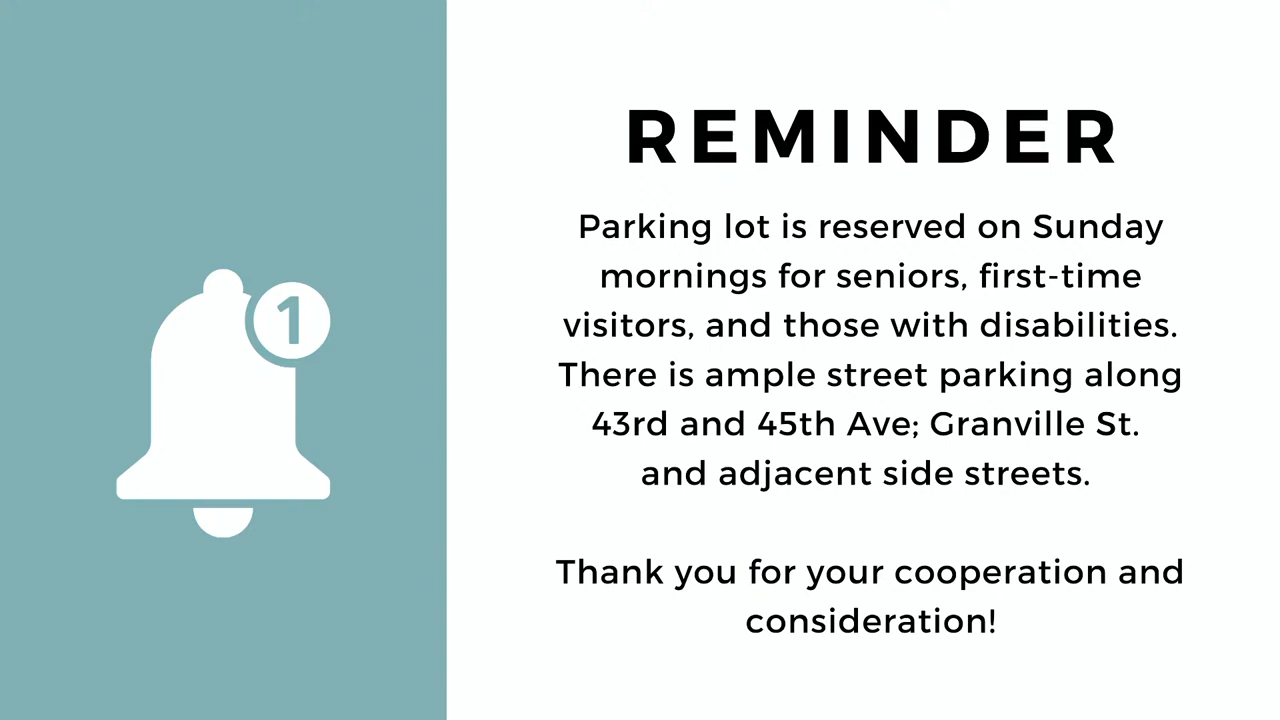 1
REMINDER
Parking lot is reserved on Sunday
mornings for seniors, first-time
visitors, and those with disabilities.
There is ample street parking along
43rd and 45th Ave; Granville St.
and adjacent side streets.
Thank you for your cooperation and
consideration!